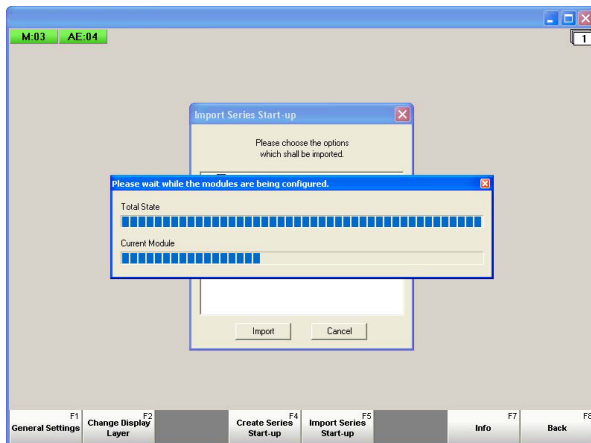 M:03 AE:04
1
Import Series Start-up
Please choose the options
which shall be imported.
Please wait while the modules are being configured.
Total State
Current Module
Import Cancel
F1 F2 F4 F5 F7 F8
General Settings Change Display Layer Create Series Start-up Import Series Start-up Info Back